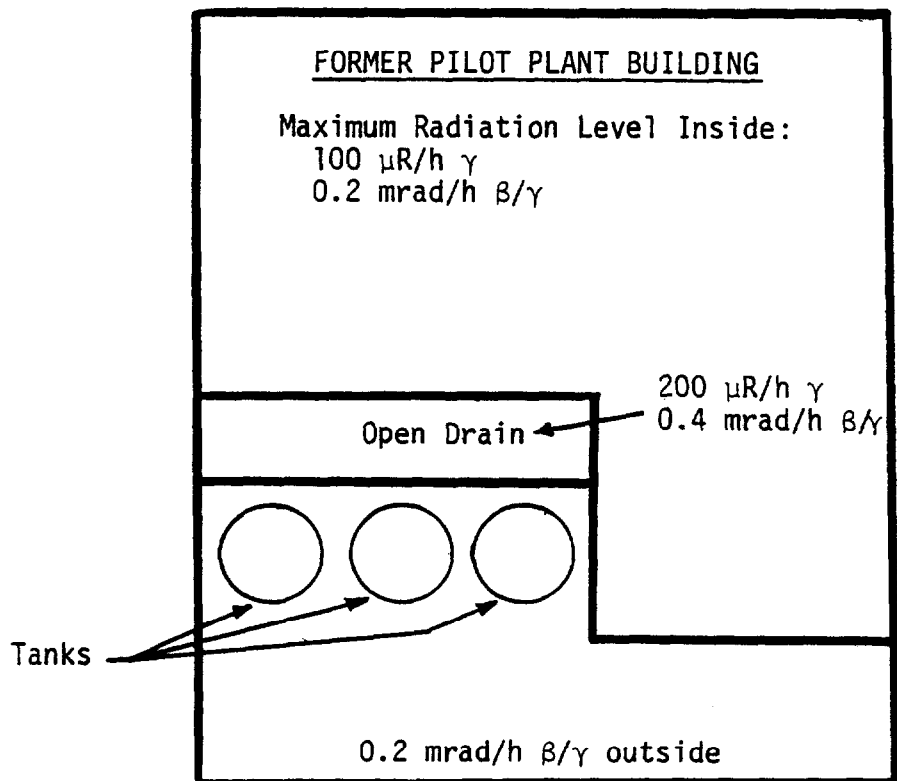 FORMER PILOT PLANT BUILDING
Maximum Radiation Level Inside:
100 μR/h γ
0.2 mrad/h β/γ
200 μR/h γ
0.4 mrad/h β/γ
Open Drain
Tanks
0.2 mrad/h β/γ outside